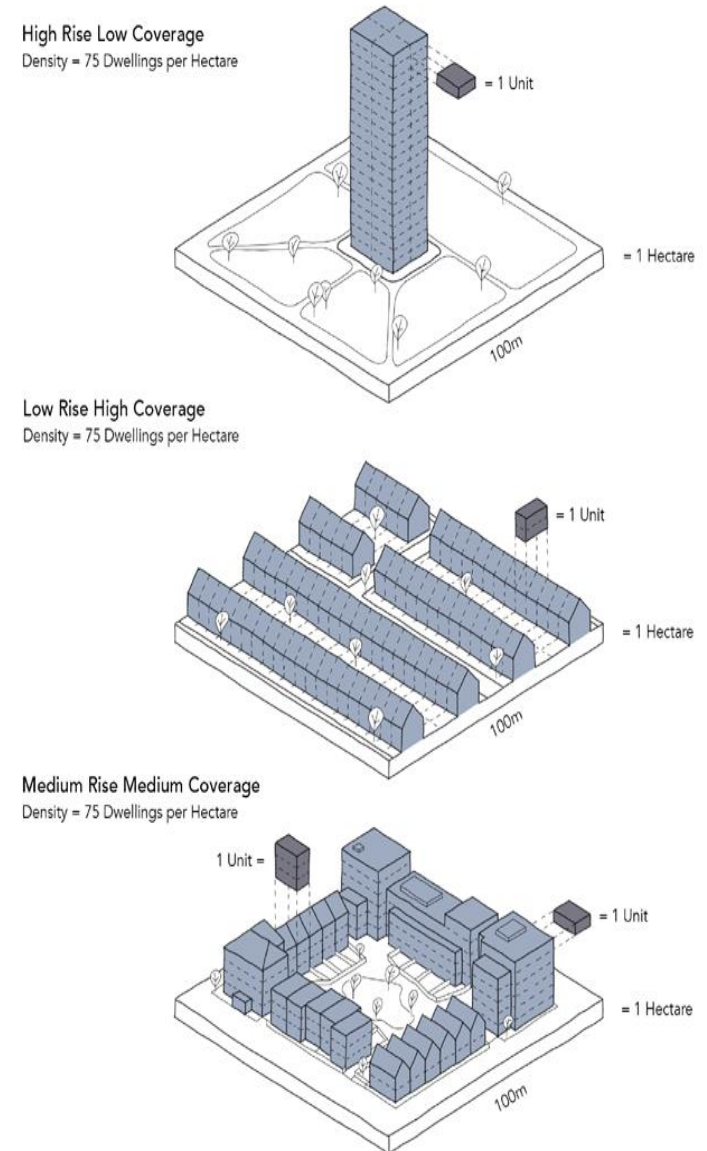 High Rise Low Coverage
Density = 75 Dwellings per Hectare
= 1 Unit
= 1 Hectare
100m
Low Rise High Coverage
Density = 75 Dwellings per Hectare
= 1 Unit
= 1 Hectare
100m
Medium Rise Medium Coverage
Density = 75 Dwellings per Hectare
1 Unit =
= 1 Unit
= 1 Hectare
100m